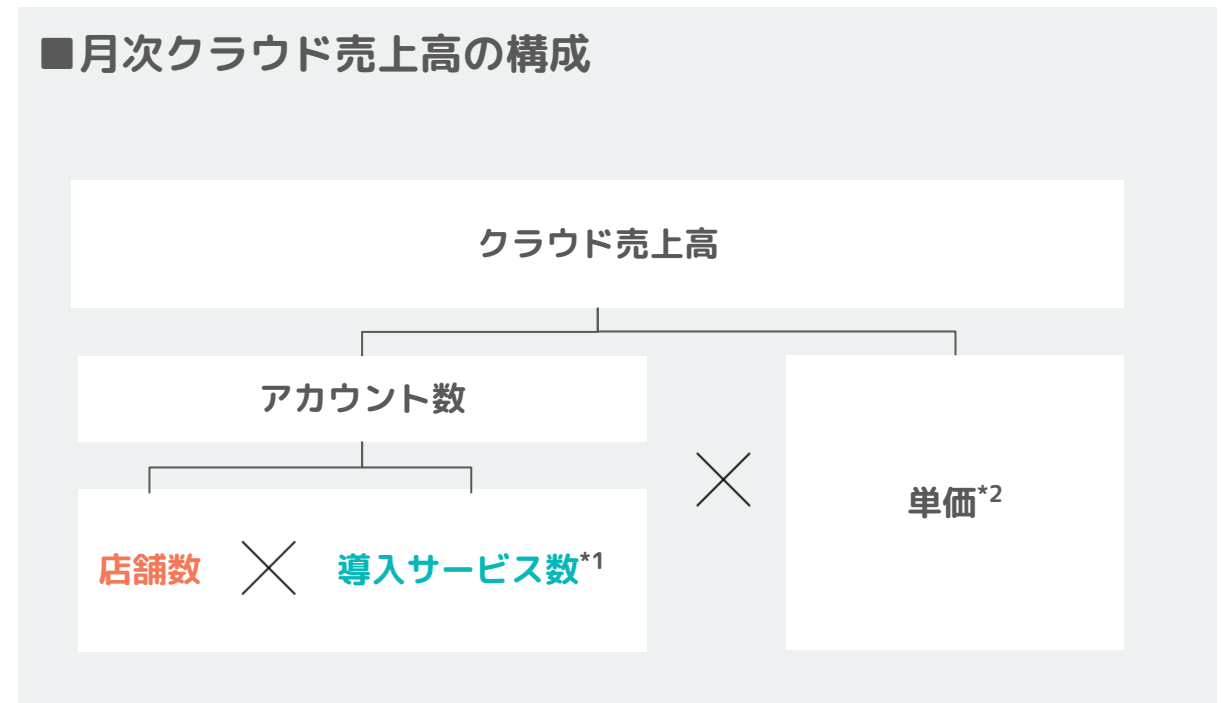 ■月次クラウド売上高の構成
クラウド売上高
アカウント数
店舗数 × 導入サービス数*1
×
単価*2